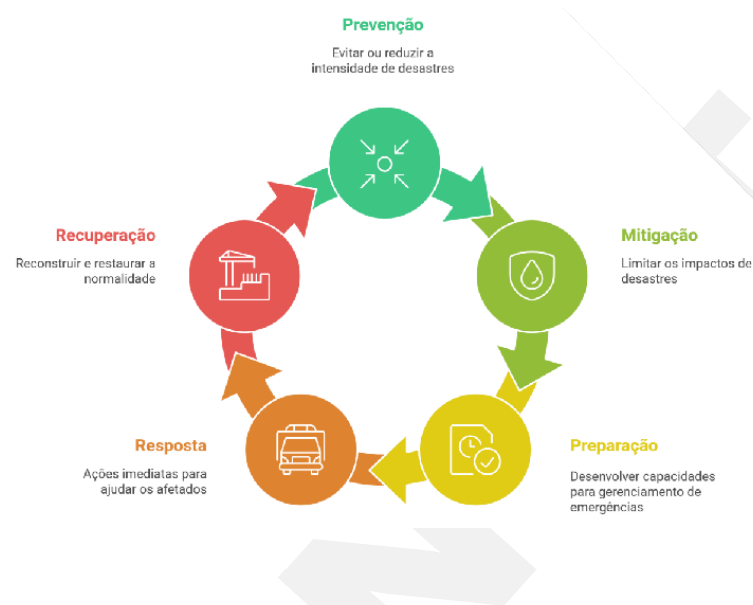 Prevenção
Evitar ou reduzir a
intensidade de desastres
Mitigação
Limitar os impactos de
desastres
Preparação
Desenvolver capacidades
para gerenciamento de
emergências
Resposta
Ações imediatas para
ajudar os afetados
Recuperação
Reconstruir e restaurar a
normalidade